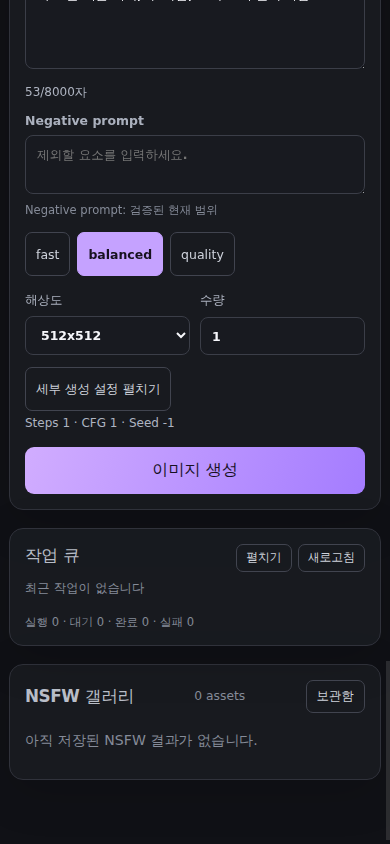 53/8000자
Negative prompt
제외할 요소를 입력하세요.
Negative prompt: 검증된 현재 범위
fast balanced quality
해상도 수량
512x512 1
세부 생성 설정 펼치기
Steps 1 · CFG 1 · Seed -1
이미지 생성
작업 큐 펼치기 새로고침
최근 작업이 없습니다
실행 0 · 대기 0 · 완료 0 · 실패 0
NSFW 갤러리 0 assets 보관함
아직 저장된 NSFW 결과가 없습니다.